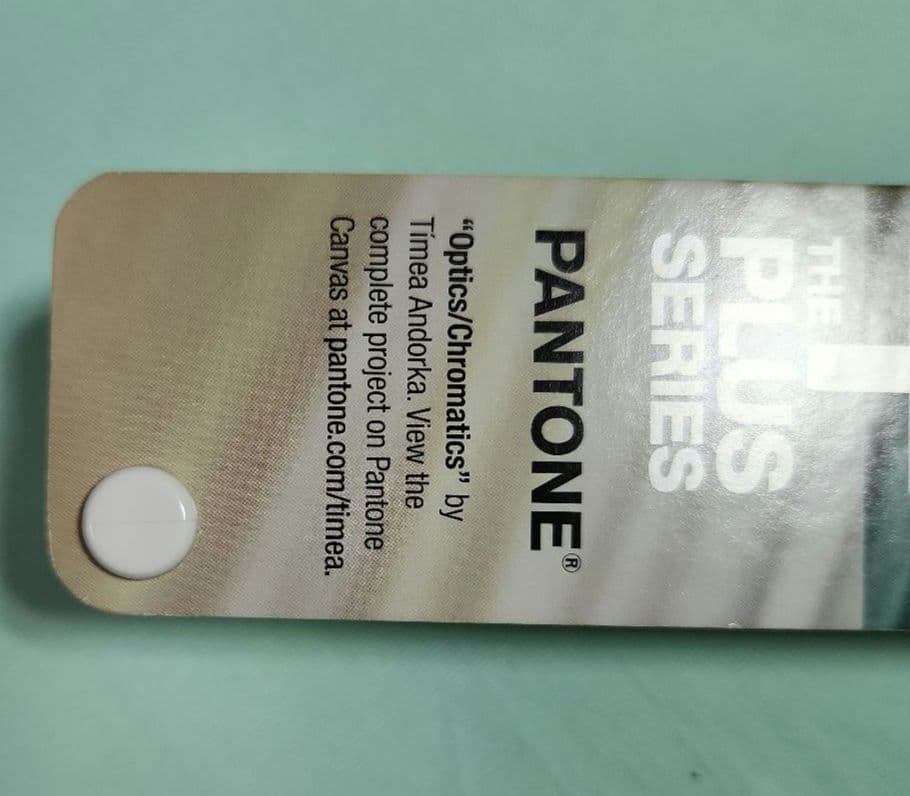 THE
PLUS
SERIES
PANTONE®
“Optics/Chromatics” by
Tímea Andorka. View the
complete project on Pantone
Canvas at pantone.com/timea.